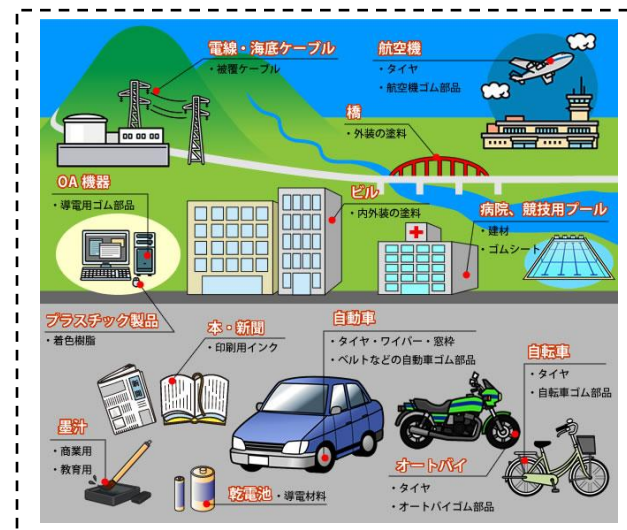 電線・海底ケーブル
・被覆ケーブル
航空機
・タイヤ
・航空機ゴム部品
橋
・外装の塗料
OA 機器
・導電用ゴム部品
ビル
・内外装の塗料
病院、競技用プール
・建材
・ゴムシート
プラスチック製品
・着色樹脂
本・新聞
・印刷用インク
自動車
・タイヤ・ワイパー・窓枠
・ベルトなどの自動車ゴム部品
自転車
・タイヤ
・自転車ゴム部品
墨汁
・商業用
・教育用
乾電池・導電材料
オートバイ
・タイヤ
・オートバイゴム部品